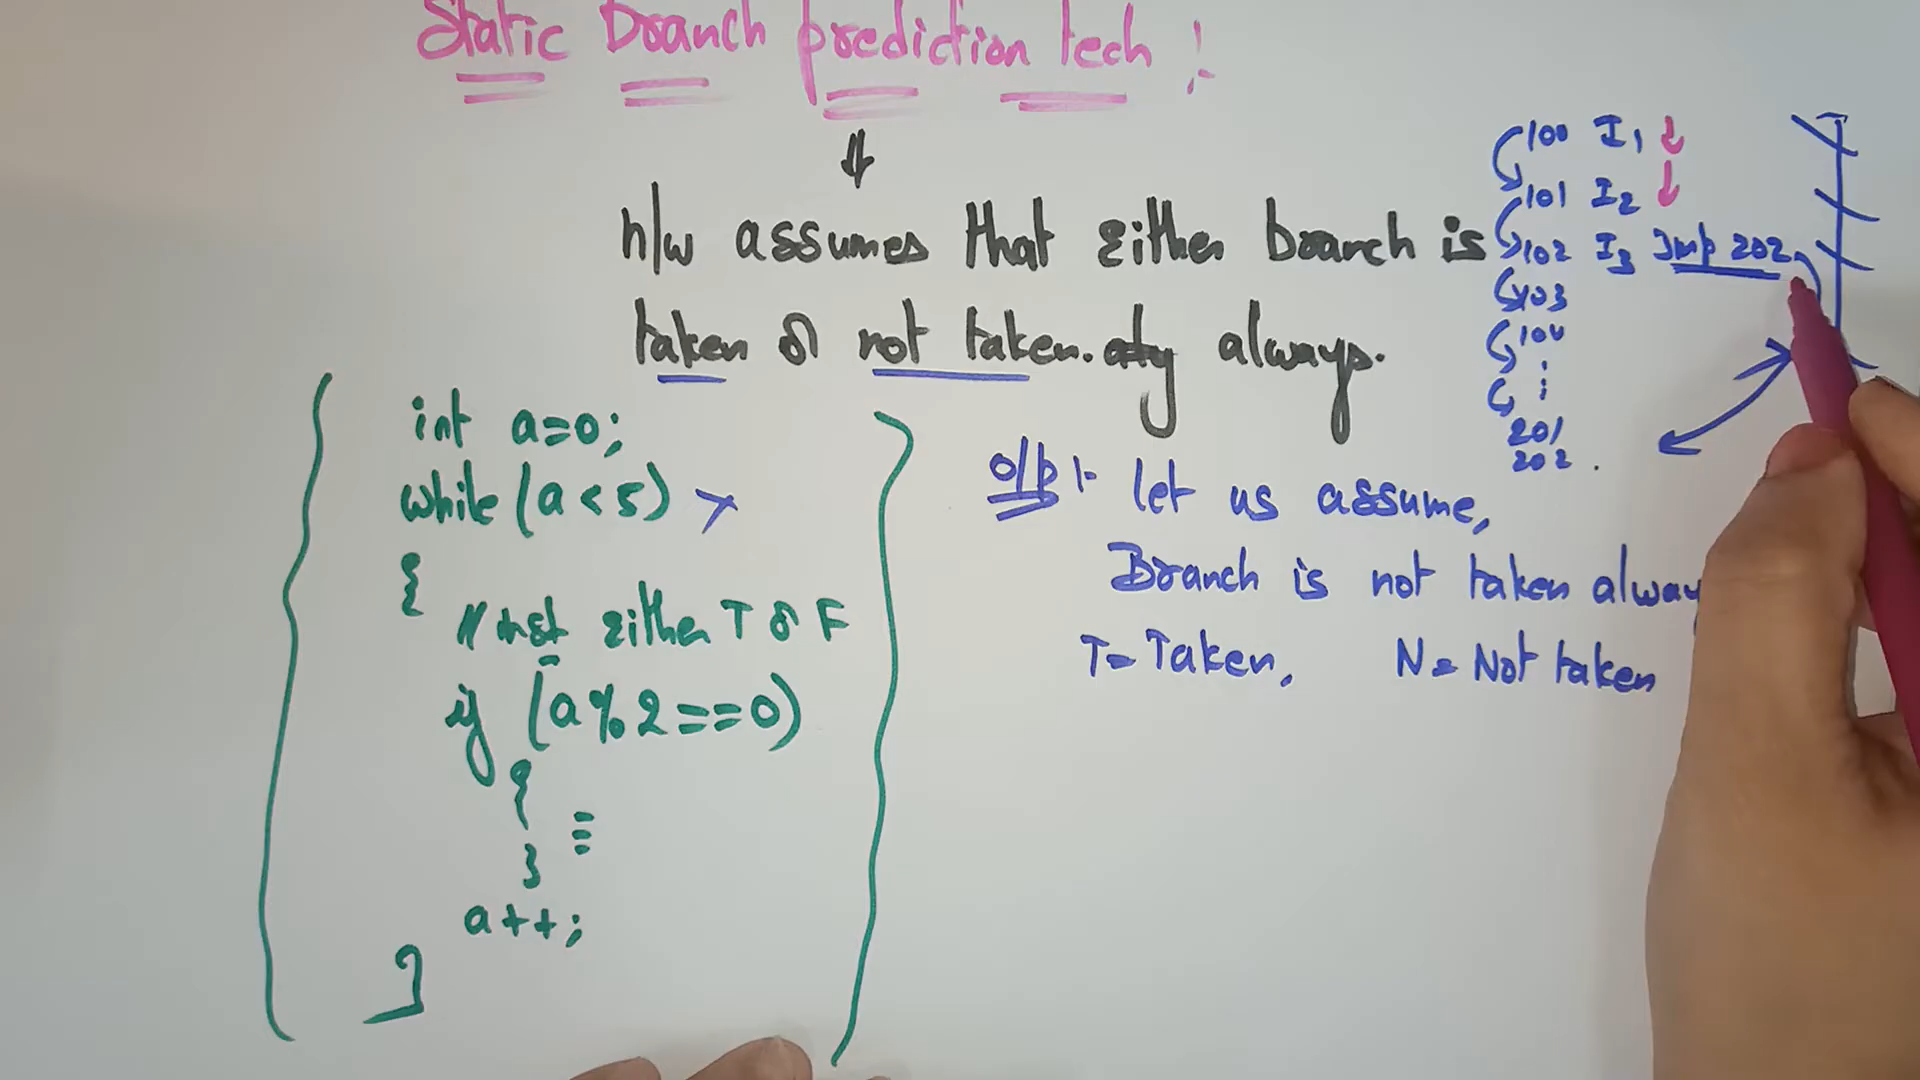 Static Branch prediction tech :-
h/w assumes that either branch is
taken or not taken. always.
100 I1
101 I2
102 I3 Jmp 202
103
104
201
202 .
int a=0;
while (a<5)
{
// inst either T or F
if (a%2==0)
{
}
a++;
}
o/p :- let us assume,
Branch is not taken alway
T= Taken, N= Not taken